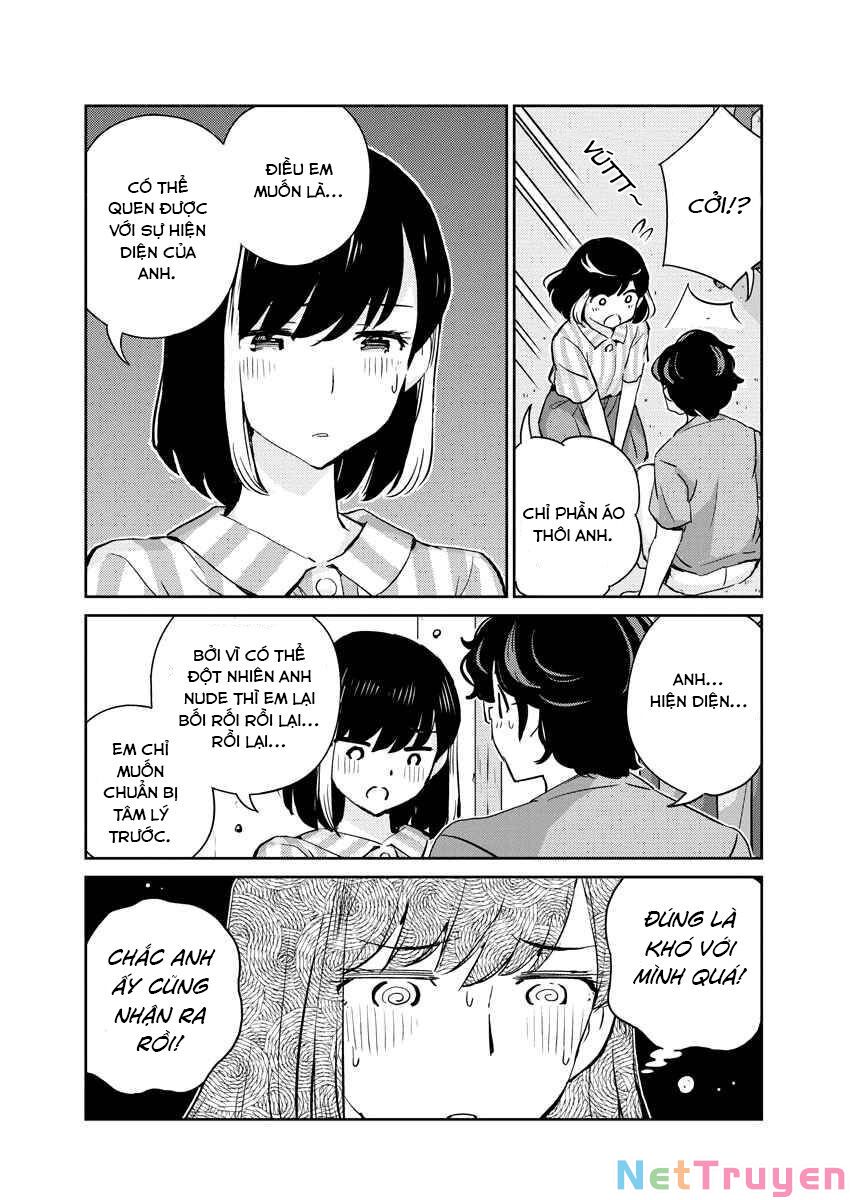 CỞI!?
VÚTTT~
CHỈ PHẦN ÁO
THÔI ANH.
ĐIỀU EM
MUỐN LÀ...
CÓ THỂ
QUEN ĐƯỢC
VỚI SỰ HIỆN
DIỆN CỦA
ANH.
ANH...
HIỆN DIỆN...
BỞI VÌ CÓ THỂ
ĐỘT NHIÊN ANH
NUDE THÌ EM LẠI
BỐI RỐI RỒI LẠI...
RỒI LẠI...
EM CHỈ
MUỐN
CHUẨN BỊ
TÂM LÝ
TRƯỚC.
ĐÚNG LÀ
KHÓ VỚI
MÌNH QUÁ!
CHẮC ANH
ẤY CŨNG
NHẬN RA
RỒI!
NetTruyen